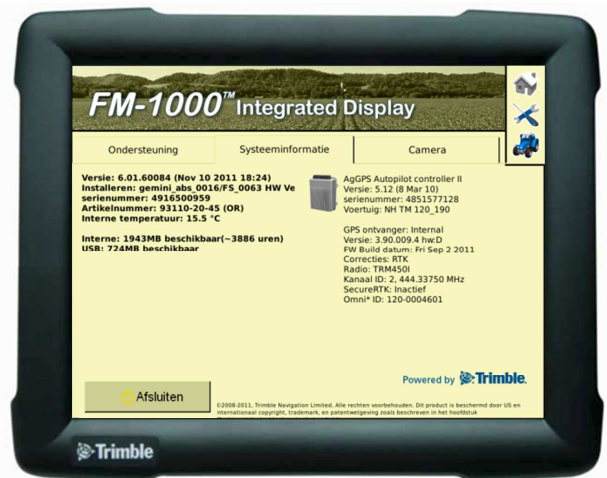 FM-1000™ Integrated Display
Ondersteuning
Systeeminformatie
Camera
Versie: 6.01.60084 (Nov 10 2011 18:24)
Installeren: gemini_abs_0016/FS_0063 HW Ve
serienummer: 4916500959
Artikelnummer: 93110-20-45 (OR)
Interne temperatuur: 15.5 °C
Interne: 1943MB beschikbaar(~3886 uren)
USB: 724MB beschikbaar
AgGPS Autopilot controller II
Versie: 5.12 (8 Mar 10)
serienummer: 4851577128
Voertuig: NH TM 120_190
GPS ontvanger: Internal
Versie: 3.90.009.4 hw:D
FW Build datum: Fri Sep 2 2011
Correcties: RTK
Radio: TRM450I
Kanaal ID: 2, 444.33750 MHz
SecureRTK: Inactief
Omni* ID: 120-0004601
Powered by Trimble.
Afsluiten
©2008-2011, Trimble Navigation Limited. Alle rechten voorbehouden. Dit product is beschermd door US en
internationaal copyright, trademark, en patentwetgeving zoals beschreven in het hoofdstuk
Trimble